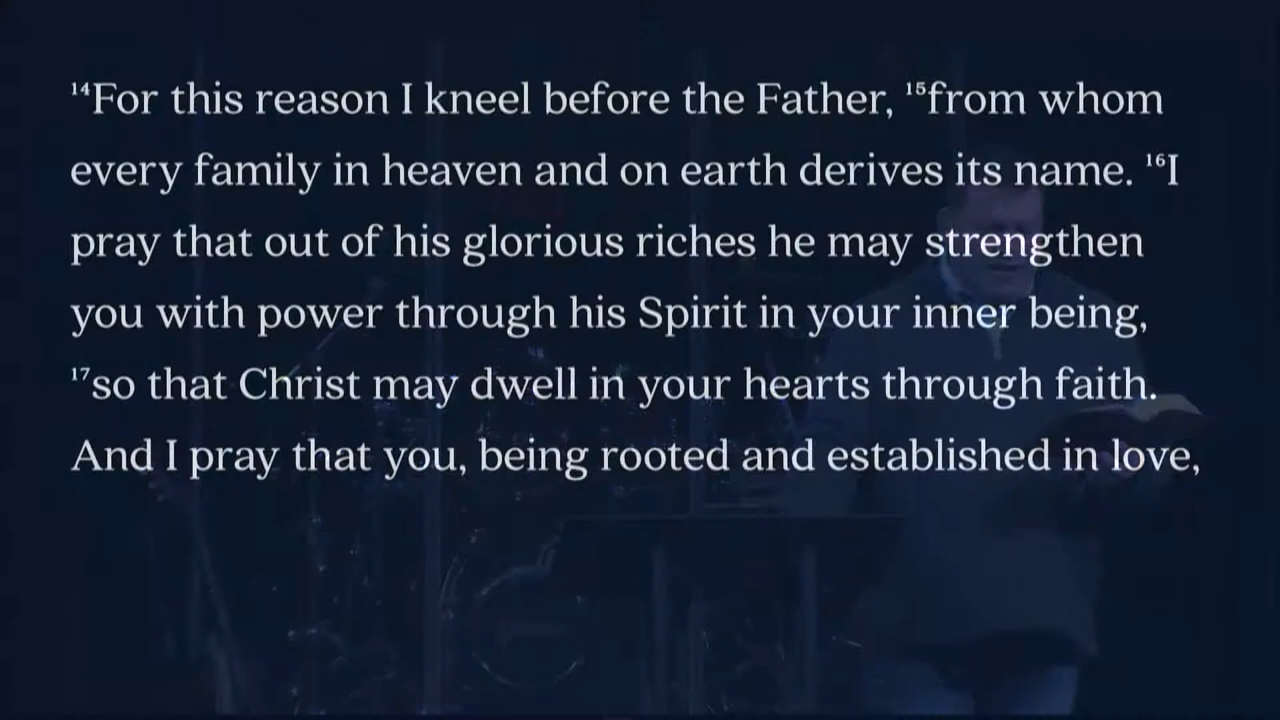 ¹⁴For this reason I kneel before the Father, ¹⁵from whom
every family in heaven and on earth derives its name. ¹⁶I
pray that out of his glorious riches he may strengthen
you with power through his Spirit in your inner being,
¹⁷so that Christ may dwell in your hearts through faith.
And I pray that you, being rooted and established in love,